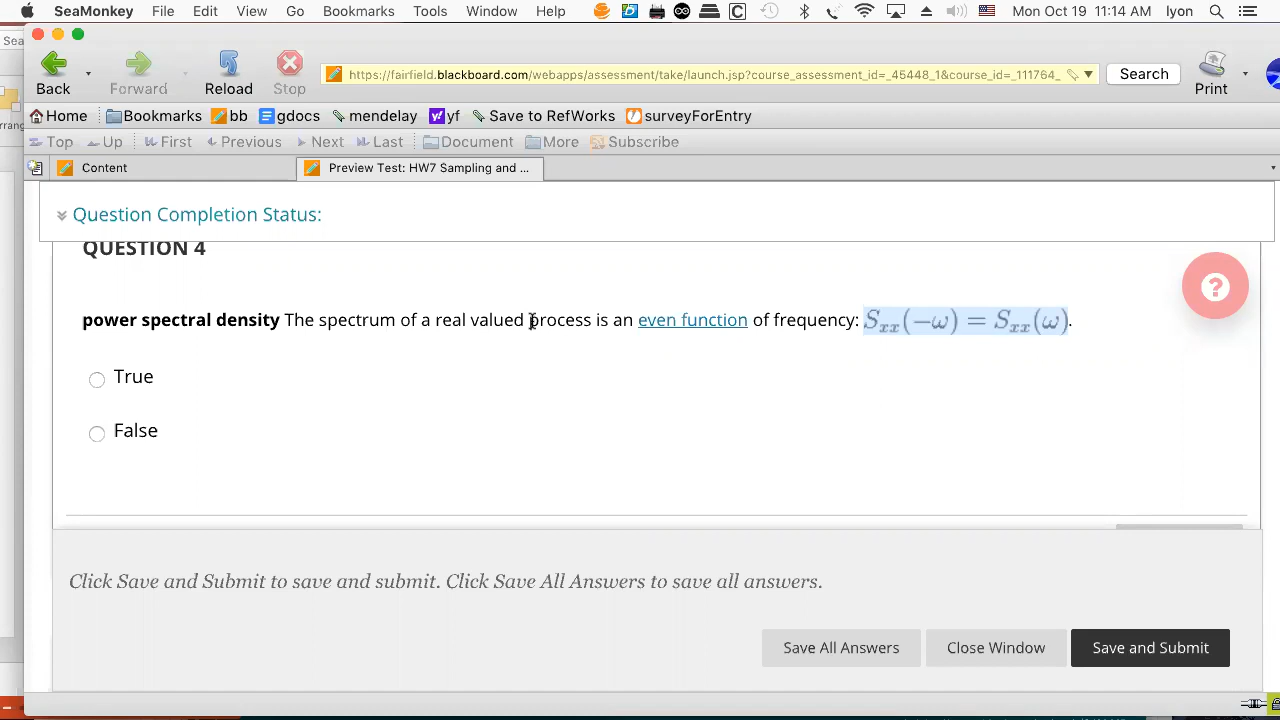 SeaMonkey File Edit View Go Bookmarks Tools Window Help Mon Oct 19 11:14 AM lyon
Sea
https://fairfield.blackboard.com/webapps/assessment/take/launch.jsp?course_assessment_id=_45448_1&course_id=_111764_ Search
Back Forward Reload Stop Print
Home Bookmarks bb gdocs mendelay yf Save to RefWorks surveyForEntry
Top Up First Previous Next Last Document More Subscribe
Content Preview Test: HW7 Sampling and ...
Question Completion Status:
QUESTION 4
power spectral density The spectrum of a real valued process is an even function of frequency: Sxx(−ω) = Sxx(ω).
True
False
Click Save and Submit to save and submit. Click Save All Answers to save all answers.
Save All Answers Close Window Save and Submit